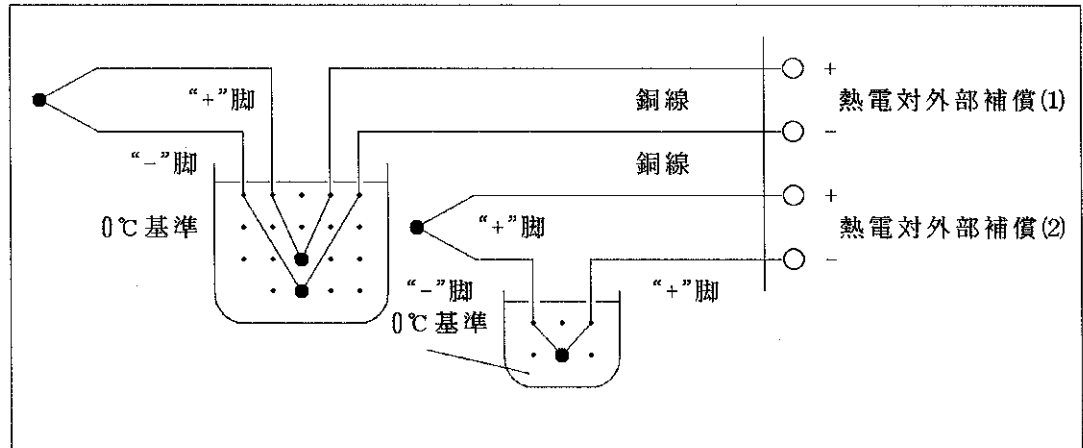 +
“+”脚
銅線
熱電対外部補償(1)
−
“−”脚
銅線
+
0℃基準
“+”脚
熱電対外部補償(2)
−
“−”脚
“+”脚
0℃基準